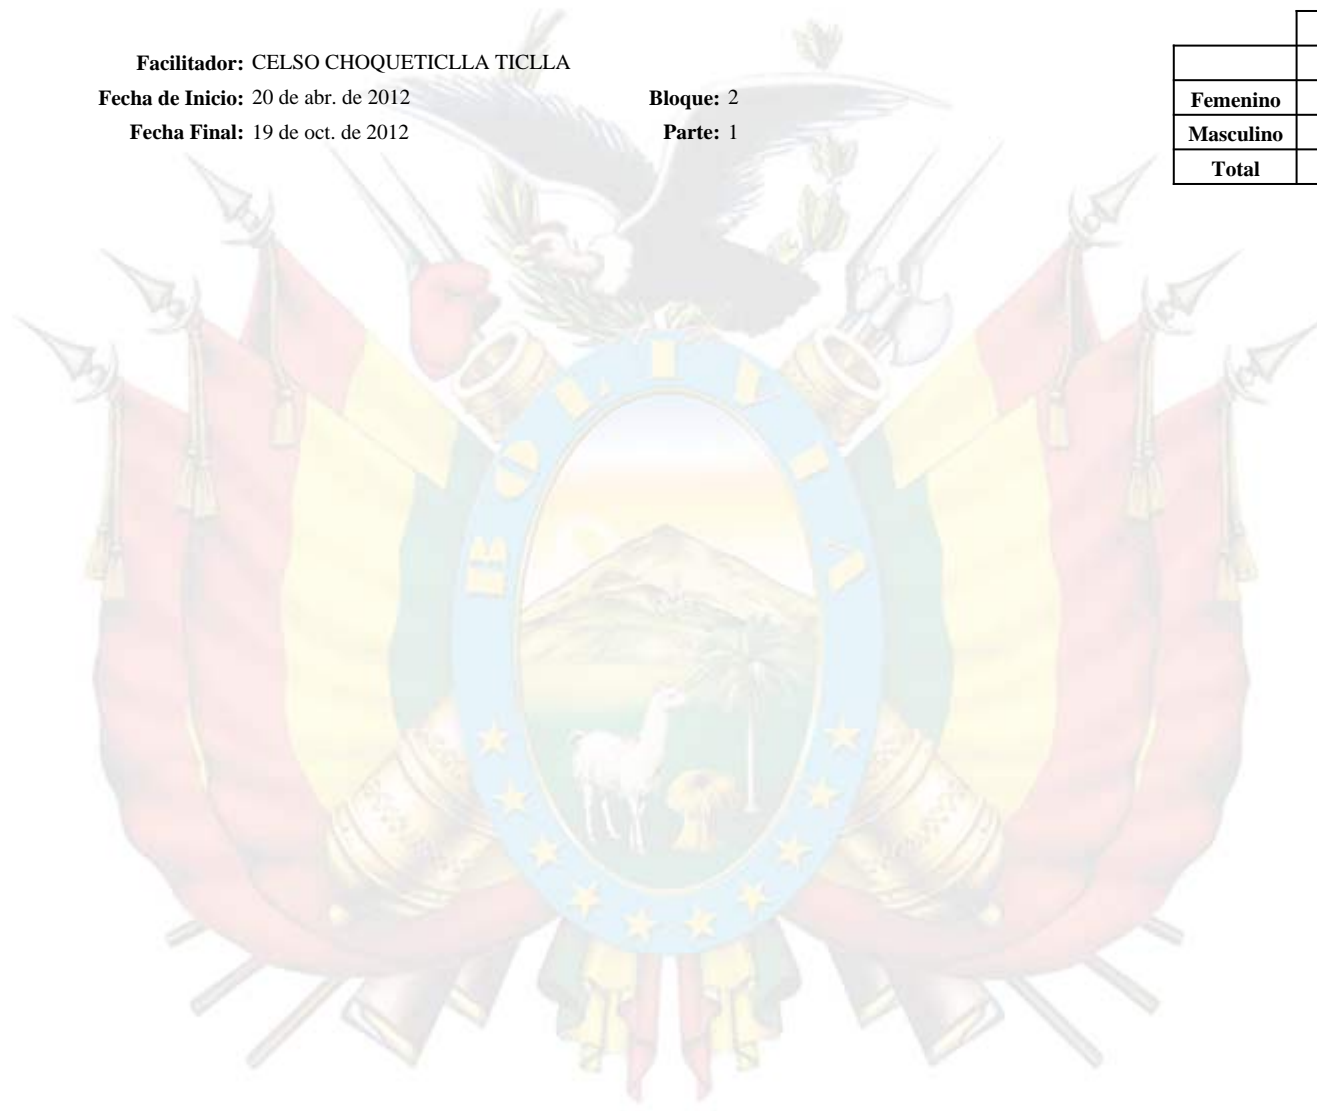 Facilitador: CELSO CHOQUETICLLA TICLLA
Fecha de Inicio: 20 de abr. de 2012 Bloque: 2
Fecha Final: 19 de oct. de 2012 Parte: 1
Femenino
Masculino
Total
BOLIVIA